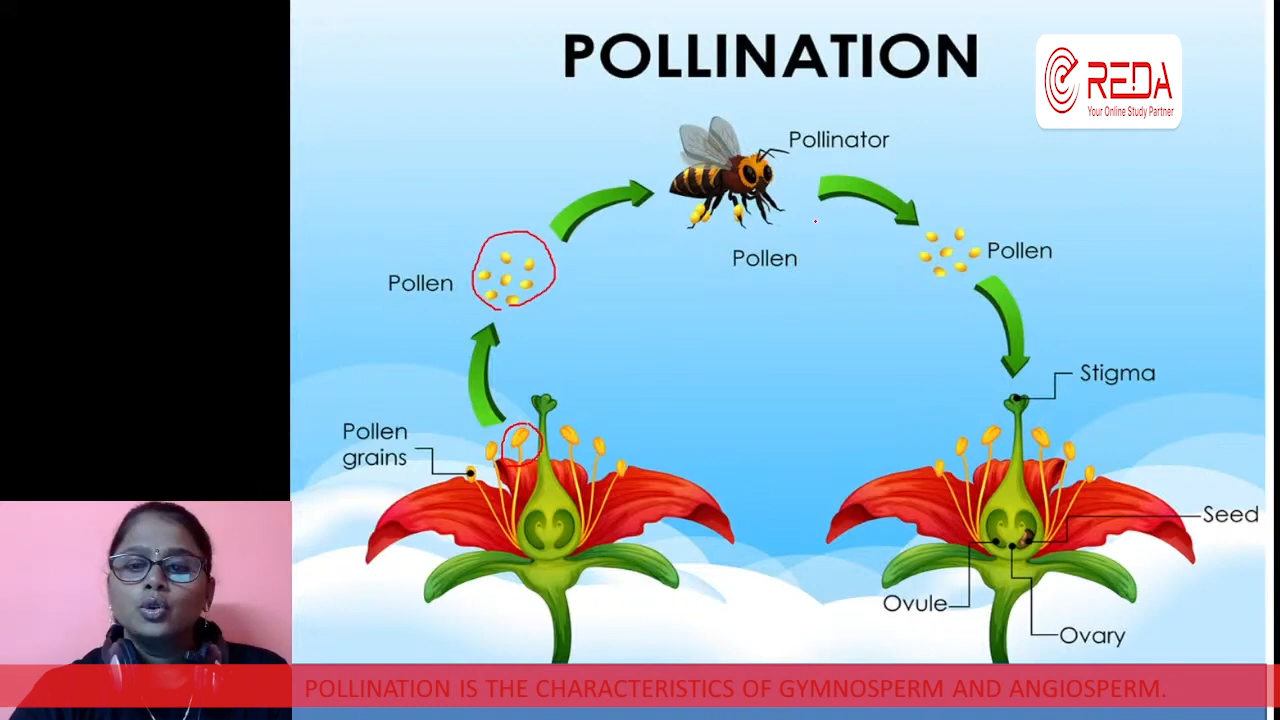 POLLINATION
REDA
Your Online Study Partner
Pollinator
Pollen
Pollen
Pollen
Stigma
Pollen
grains
Seed
Ovule
Ovary
POLLINATION IS THE CHARACTERISTICS OF GYMNOSPERM AND ANGIOSPERM.